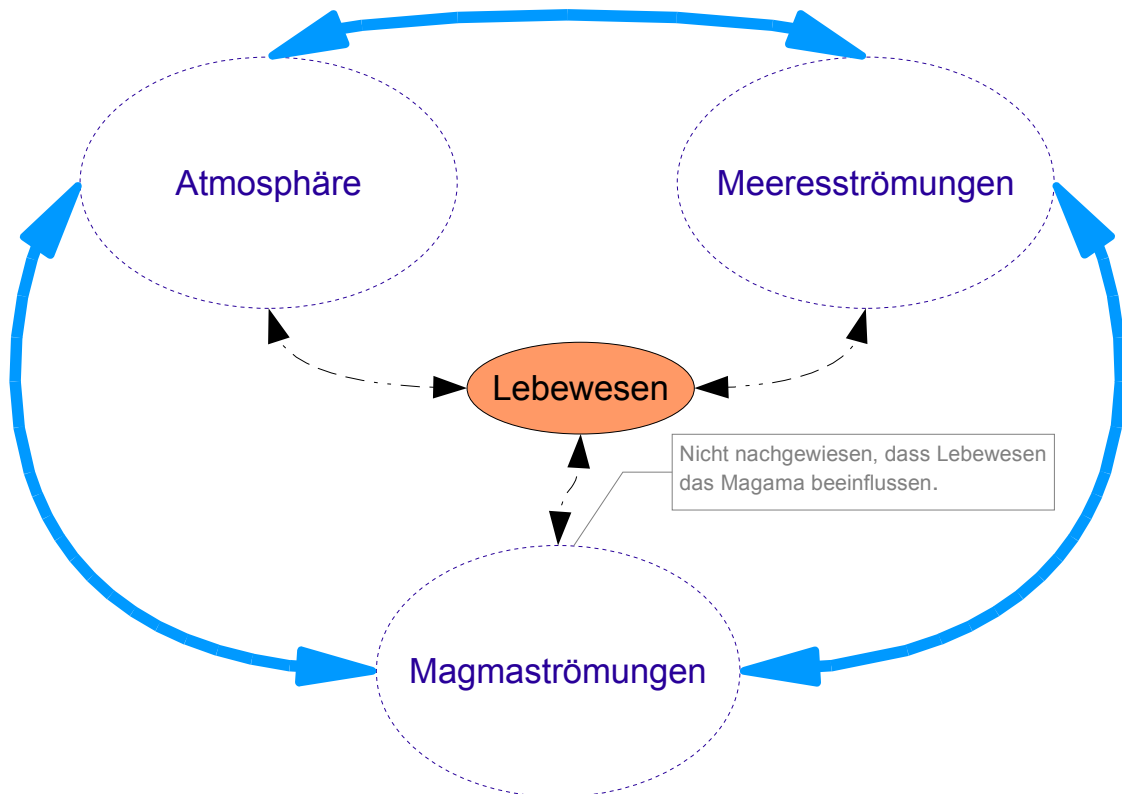 Atmosphäre
Meeresströmungen
Lebewesen
Nicht nachgewiesen, dass Lebewesen
das Magama beeinflussen.
Magmaströmungen